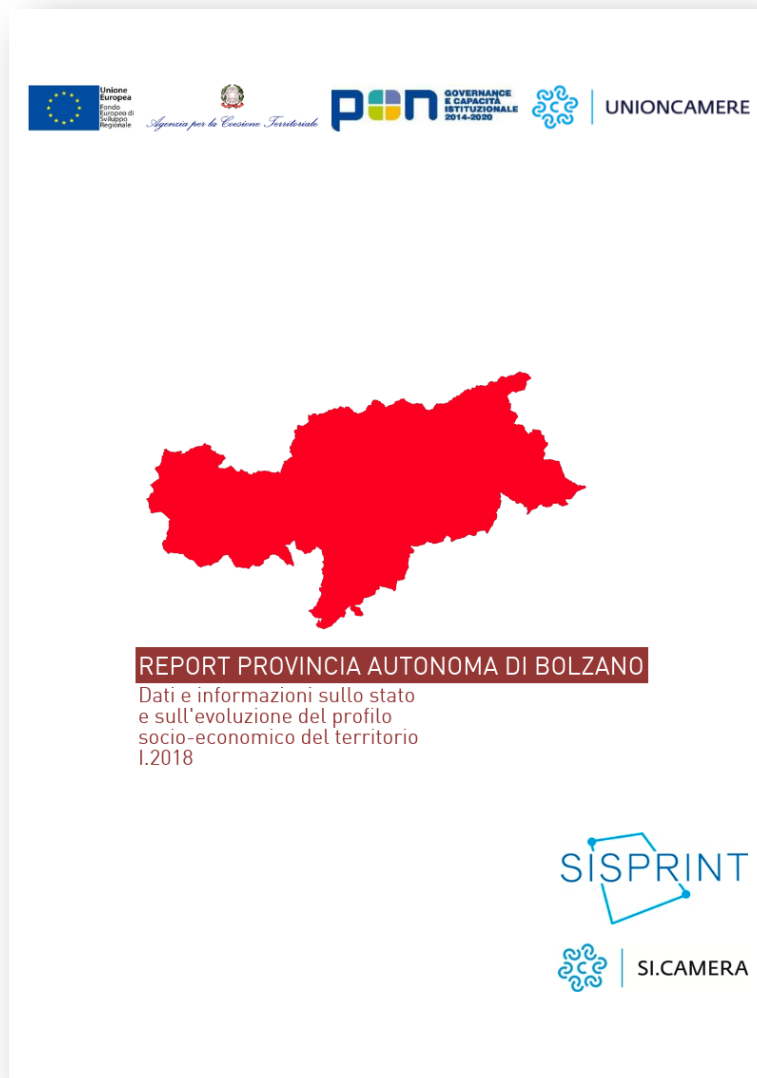 Unione
Europea
Fondo
Europeo di
Sviluppo
Regionale
Agenzia per la Coesione Territoriale
pon
GOVERNANCE
E CAPACITÀ
ISTITUZIONALE
2014-2020
UNIONCAMERE
REPORT PROVINCIA AUTONOMA DI BOLZANO
Dati e informazioni sullo stato
e sull'evoluzione del profilo
socio-economico del territorio
I.2018
SISPRINT
SI.CAMERA